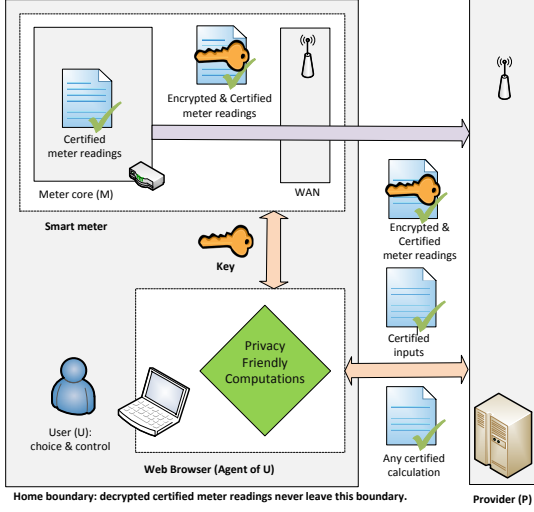 Encrypted & Certified
meter readings
Certified
meter readings
Meter core (M)
WAN
Smart meter
Key
Encrypted &
Certified
meter readings
Certified
inputs
Privacy
Friendly
Computations
User (U):
choice & control
Any certified
calculation
Web Browser (Agent of U)
Home boundary: decrypted certified meter readings never leave this boundary.
Provider (P)